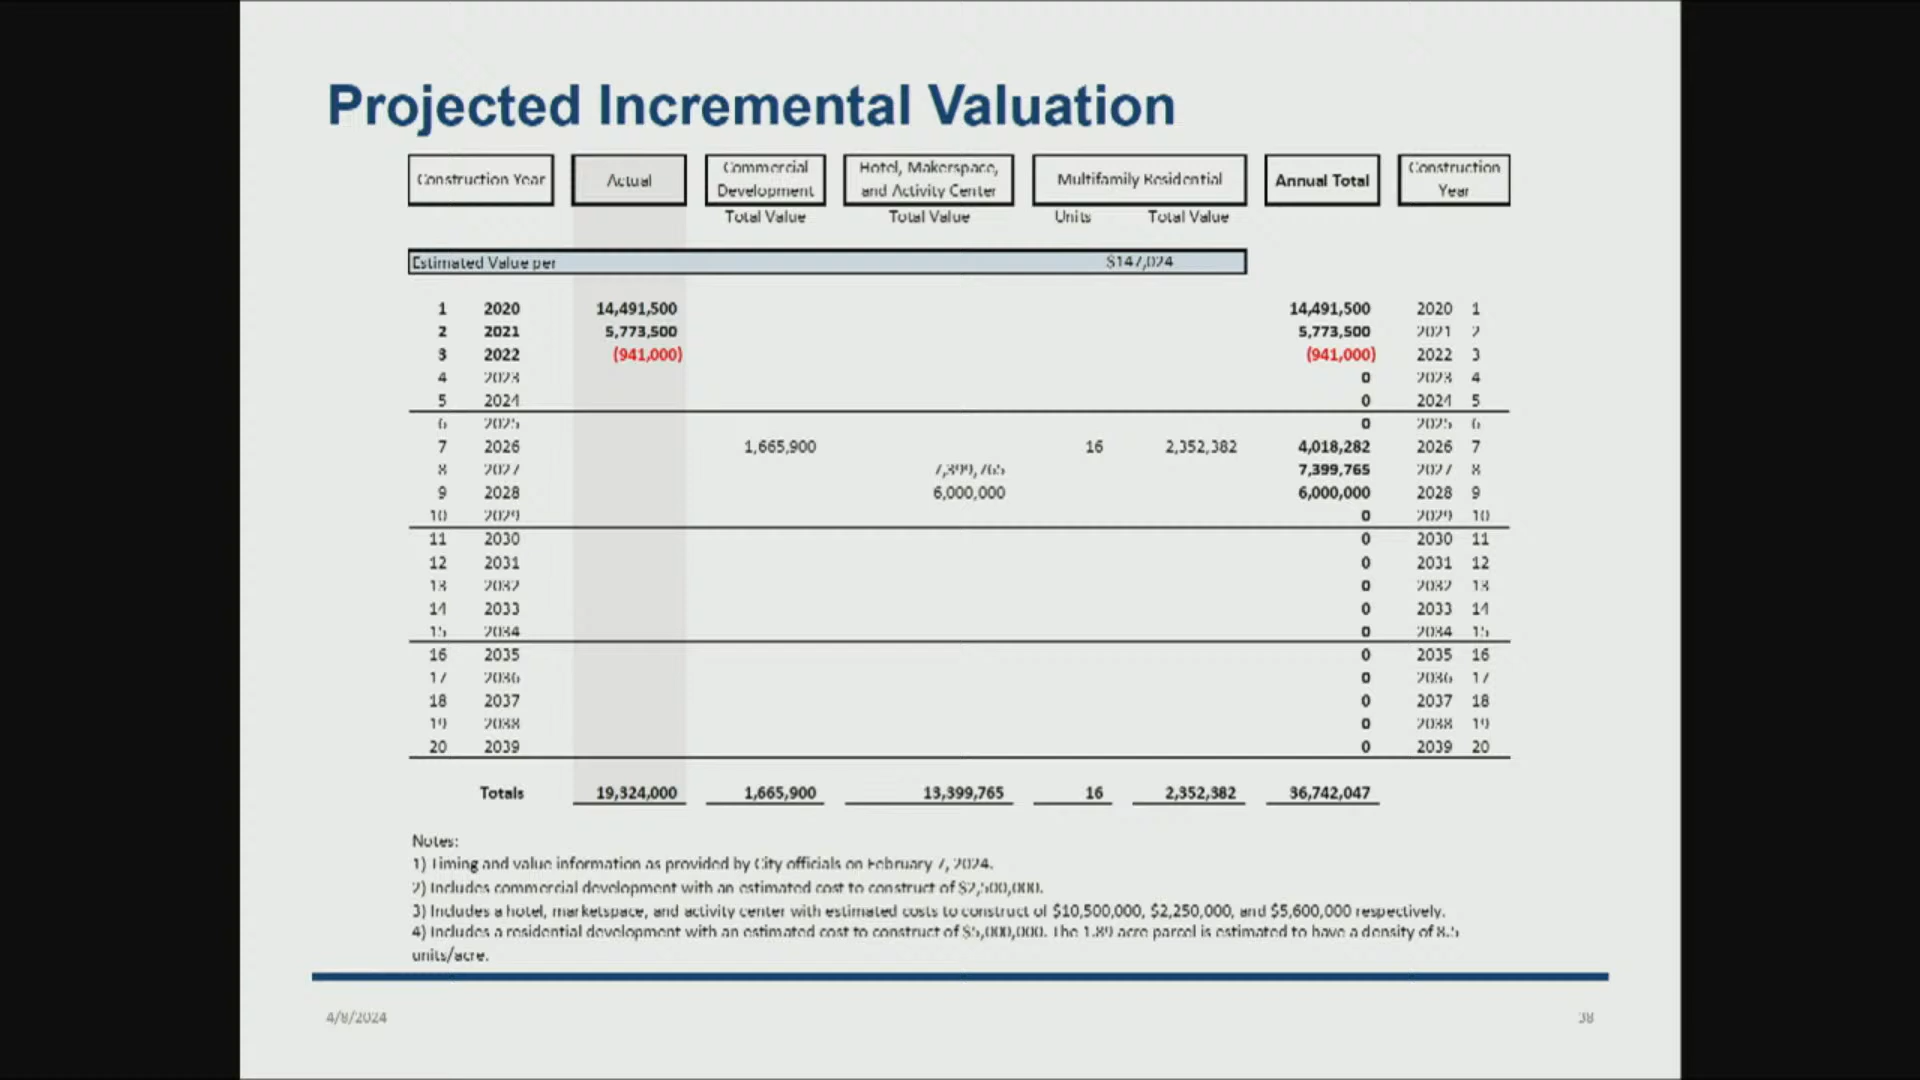 Projected Incremental Valuation
Construction Year Actual Commercial Development Hotel, Makerspace, and Activity Center Multifamily Residential Annual Total Construction Year
Total Value Total Value Units Total Value
Estimated Value per $147,024
1 2020 14,491,500 14,491,500 2020 1
2 2021 5,773,500 5,773,500 2021 2
3 2022 (941,000) (941,000) 2022 3
4 2023 0 2023 4
5 2024 0 2024 5
6 2025 0 2025 6
7 2026 1,665,900 16 2,352,382 4,018,282 2026 7
8 2027 7,399,765 7,399,765 2027 8
9 2028 6,000,000 6,000,000 2028 9
10 2029 0 2029 10
11 2030 0 2030 11
12 2031 0 2031 12
13 2032 0 2032 13
14 2033 0 2033 14
15 2034 0 2034 15
16 2035 0 2035 16
17 2036 0 2036 17
18 2037 0 2037 18
19 2038 0 2038 19
20 2039 0 2039 20
Totals 19,324,000 1,665,900 13,399,765 16 2,352,382 36,742,047
Notes:
1) Timing and value information as provided by City officials on February 7, 2024.
2) Includes commercial development with an estimated cost to construct of $2,500,000.
3) Includes a hotel, marketspace, and activity center with estimated costs to construct of $10,500,000, $2,250,000, and $5,600,000 respectively.
4) Includes a residential development with an estimated cost to construct of $5,000,000. The 1.89 acre parcel is estimated to have a density of 8.5
units/acre.
4/8/2024
38